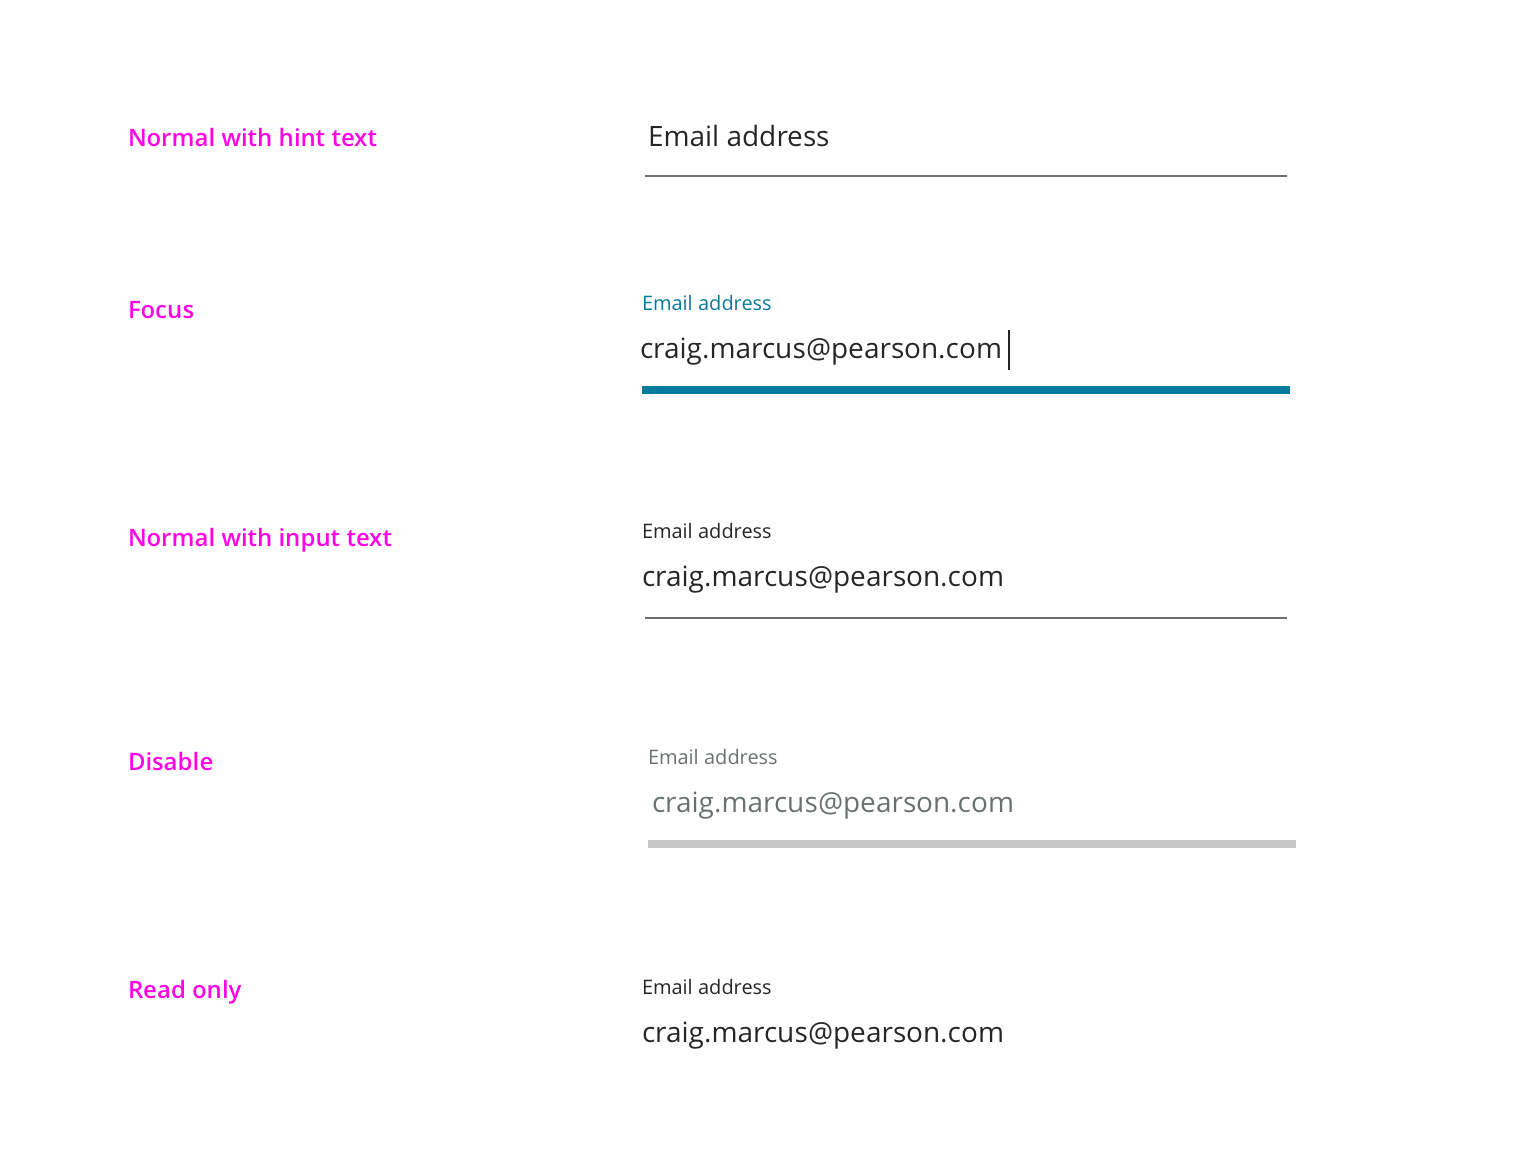 Normal with hint text
Email address
Focus
Email address
craig.marcus@pearson.com
Normal with input text
Email address
craig.marcus@pearson.com
Disable
Email address
craig.marcus@pearson.com
Read only
Email address
craig.marcus@pearson.com